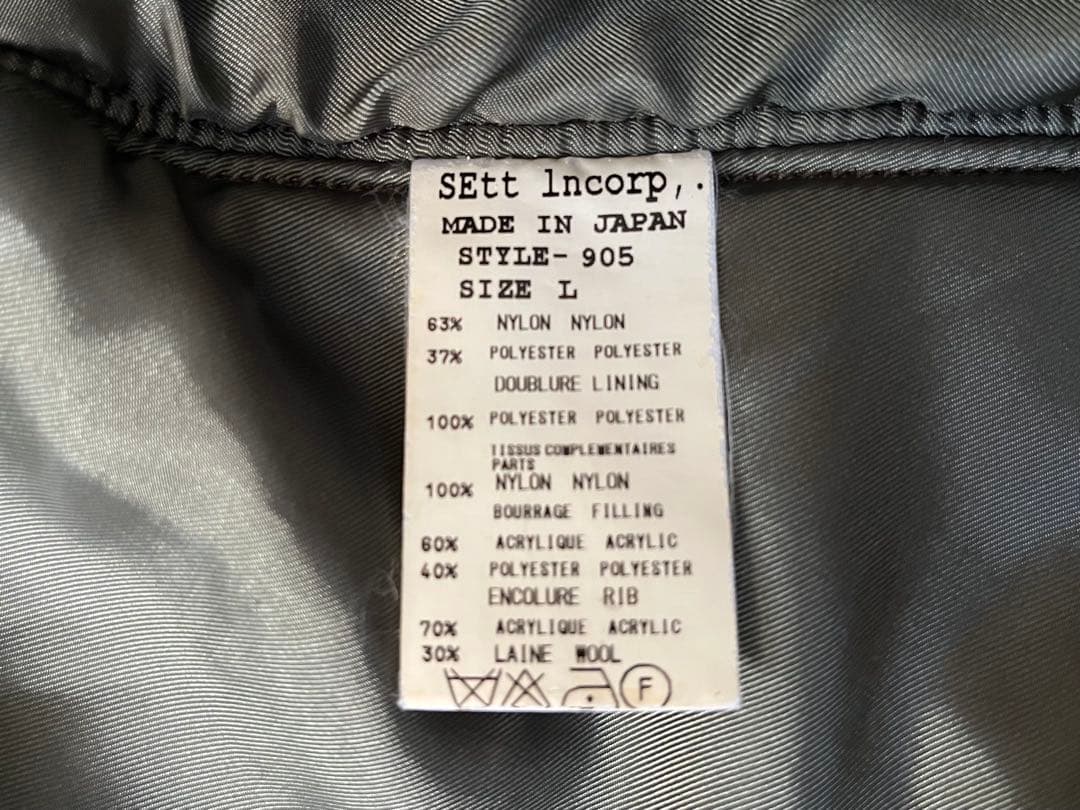 SEtt lncorp,.
MADE IN JAPAN
STYLE- 905
SIZE L
63% NYLON NYLON
37% POLYESTER POLYESTER
DOUBLURE LINING
100% POLYESTER POLYESTER
TISSUS COMPLEMENTAIRES
PARTS
100% NYLON NYLON
BOURRAGE FILLING
60% ACRYLIQUE ACRYLIC
40% POLYESTER POLYESTER
ENCOLURE RIB
70% ACRYLIQUE ACRYLIC
30% LAINE WOOL
F